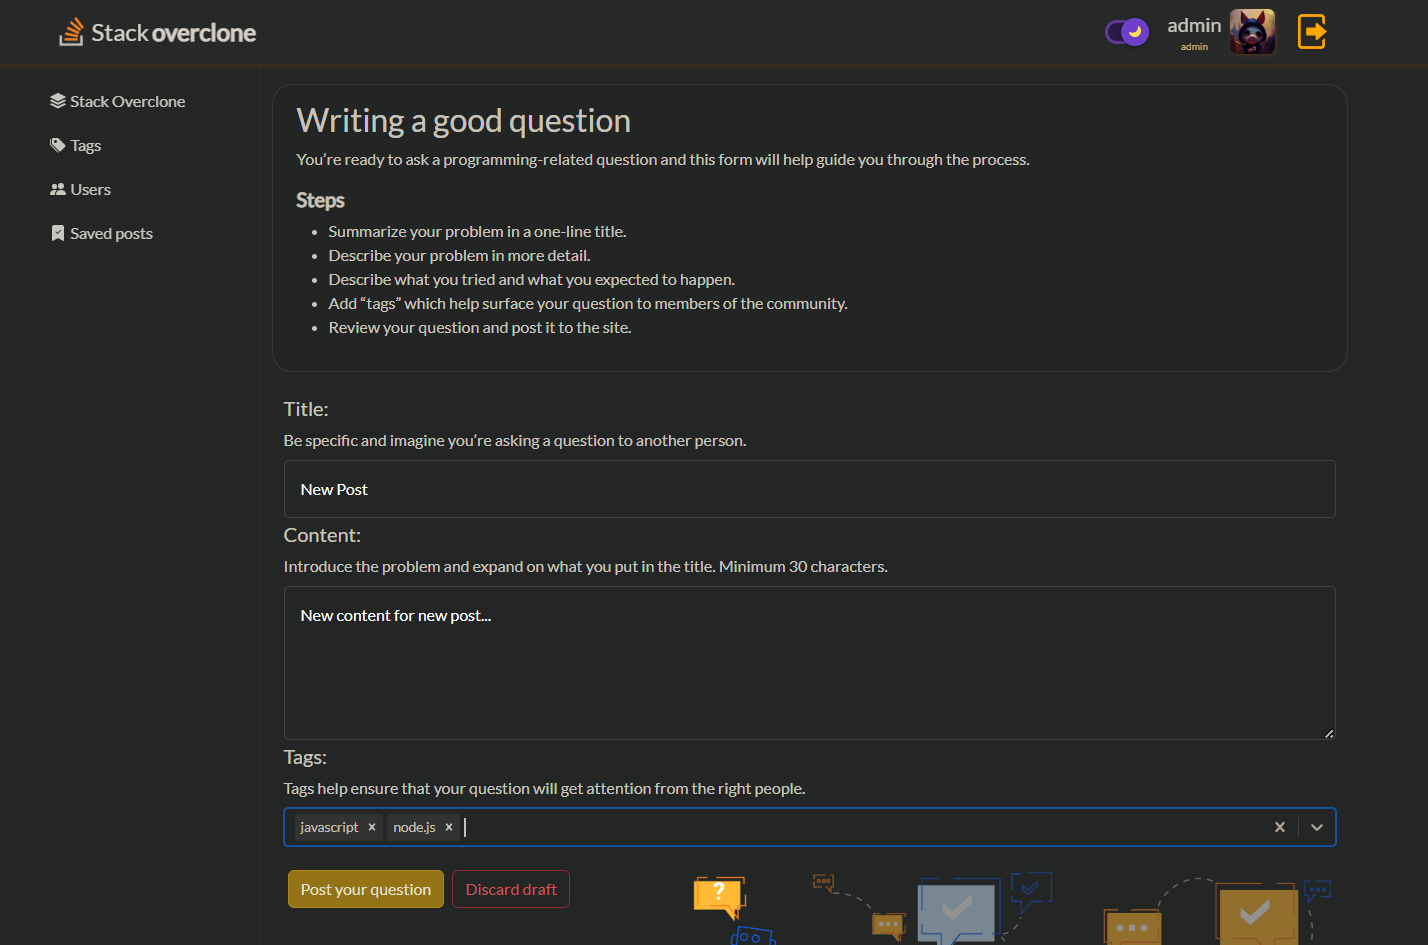 Stack overclone
admin
admin
Stack Overclone
Tags
Users
Saved posts
Writing a good question
You’re ready to ask a programming-related question and this form will help guide you through the process.
Steps
• Summarize your problem in a one-line title.
• Describe your problem in more detail.
• Describe what you tried and what you expected to happen.
• Add “tags” which help surface your question to members of the community.
• Review your question and post it to the site.
Title:
Be specific and imagine you’re asking a question to another person.
New Post
Content:
Introduce the problem and expand on what you put in the title. Minimum 30 characters.
New content for new post...
Tags:
Tags help ensure that your question will get attention from the right people.
javascript × node.js ×
Post your question Discard draft
?